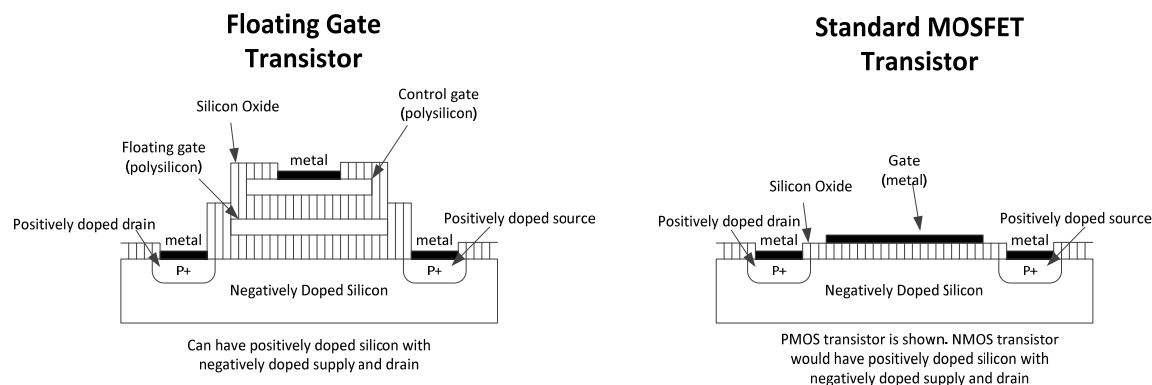 Floating Gate
Transistor
Silicon Oxide
Control gate
(polysilicon)
Floating gate
(polysilicon)
metal
Positively doped drain
Positively doped source
metal
metal
P+
P+
Negatively Doped Silicon
Can have positively doped silicon with
negatively doped supply and drain
Standard MOSFET
Transistor
Gate
(metal)
Silicon Oxide
Positively doped drain
Positively doped source
metal
metal
P+
P+
Negatively Doped Silicon
PMOS transistor is shown. NMOS transistor
would have positively doped silicon with
negatively doped supply and drain